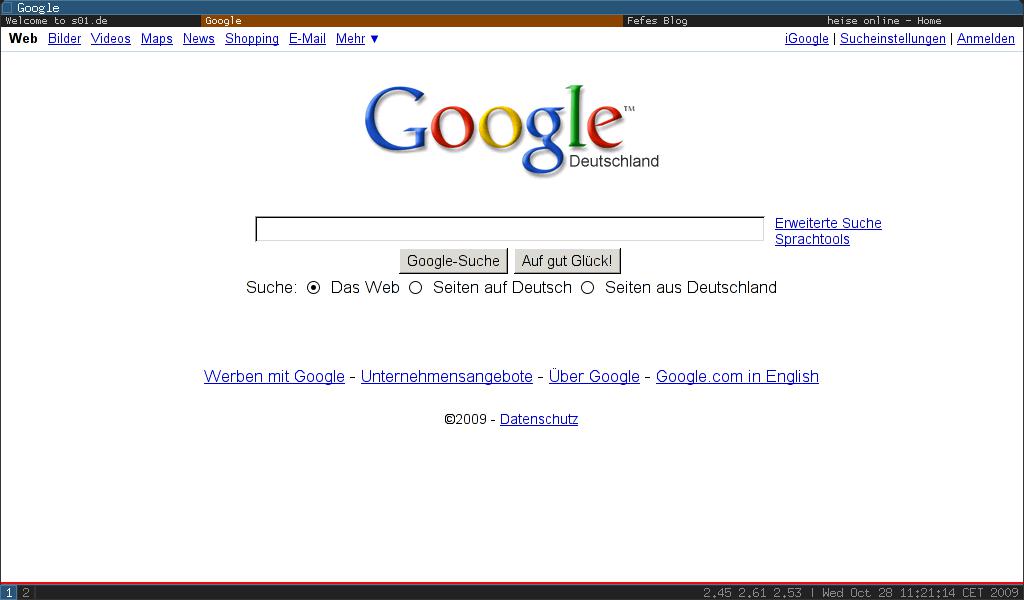 Google
Welcome to s01.de Google Fefes Blog heise online - Home
Web Bilder Videos Maps News Shopping E-Mail Mehr ▼ iGoogle | Sucheinstellungen | Anmelden
Google™
Deutschland
Erweiterte Suche
Sprachtools
Google-Suche Auf gut Glück!
Suche: Das Web Seiten auf Deutsch Seiten aus Deutschland
Werben mit Google - Unternehmensangebote - Über Google - Google.com in English
©2009 - Datenschutz
1 2 2.45 2.61 2.53 | Wed Oct 28 11:21:14 CET 2009